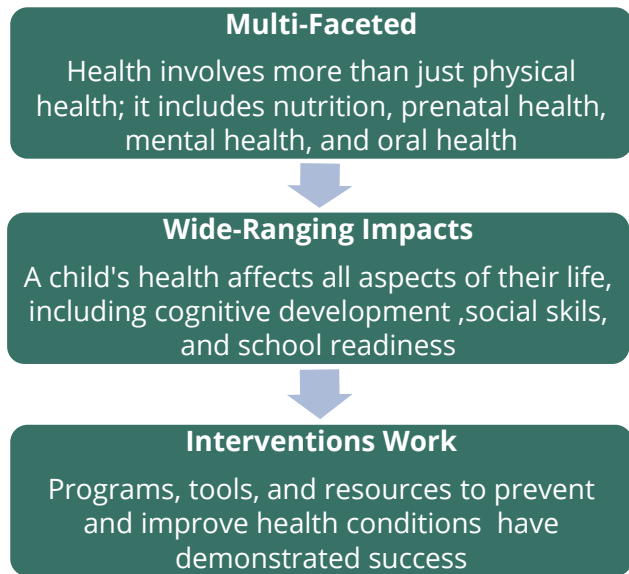 Multi-Faceted
Health involves more than just physical
health; it includes nutrition, prenatal health,
mental health, and oral health
Wide-Ranging Impacts
A child's health affects all aspects of their life,
including cognitive development ,social skils,
and school readiness
Interventions Work
Programs, tools, and resources to prevent
and improve health conditions  have
demonstrated success